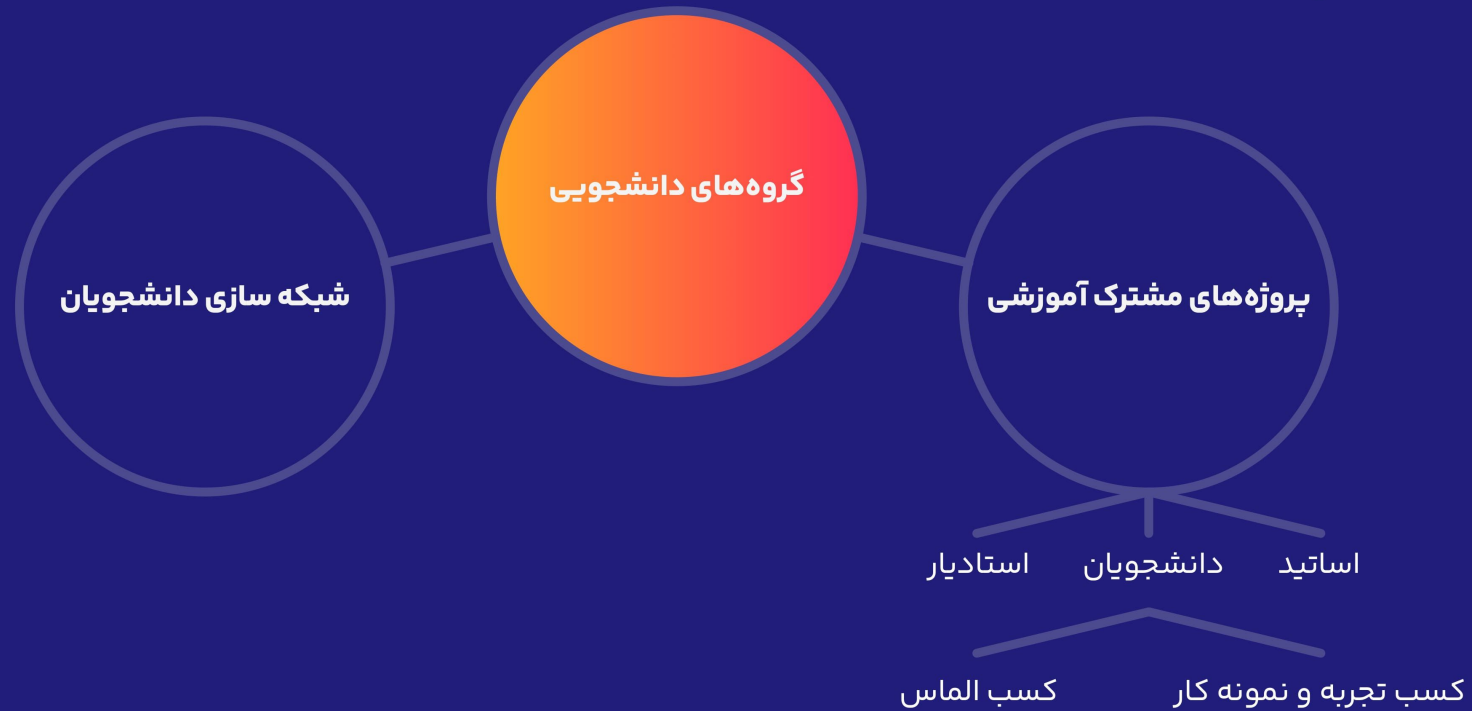 گروه‌های دانشجویی
پروژه‌های مشترک آموزشی
شبکه سازی دانشجویان
اساتید
دانشجویان
استادیار
کسب تجربه و نمونه کار
کسب الماس